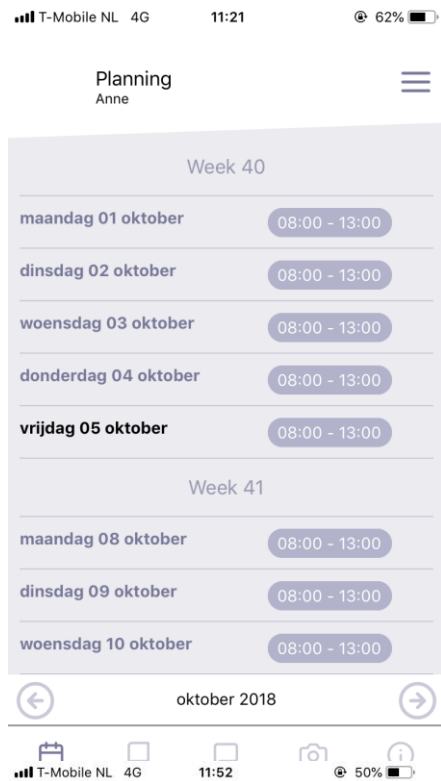 T-Mobile NL 4G 11:21 62%
Planning
Anne
Week 40
maandag 01 oktober 08:00 - 13:00
dinsdag 02 oktober 08:00 - 13:00
woensdag 03 oktober 08:00 - 13:00
donderdag 04 oktober 08:00 - 13:00
vrijdag 05 oktober 08:00 - 13:00
Week 41
maandag 08 oktober 08:00 - 13:00
dinsdag 09 oktober 08:00 - 13:00
woensdag 10 oktober 08:00 - 13:00
oktober 2018
T-Mobile NL 4G 11:52 50%